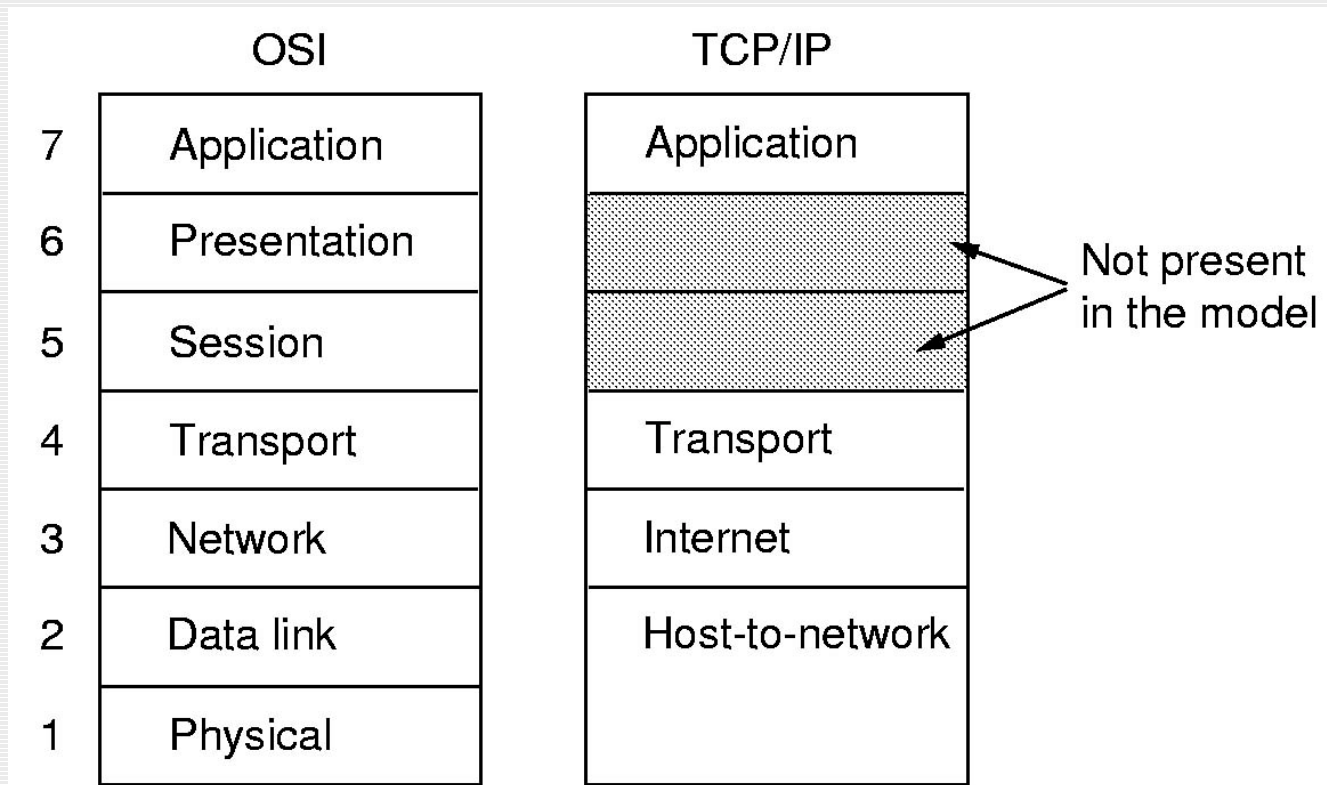 OSI TCP/IP
7 Application Application
6 Presentation
Not present
in the model
5 Session
4 Transport Transport
3 Network Internet
2 Data link Host-to-network
1 Physical